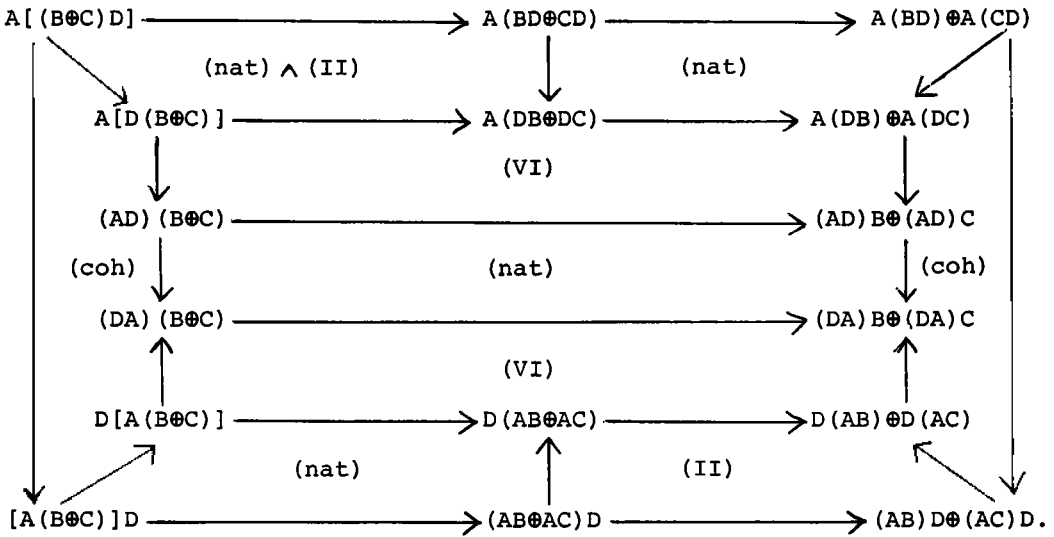 A[(B⊕C)D] A(BD⊕CD) A(BD)⊕A(CD)
(nat) ∧ (II) (nat)
A[D(B⊕C)] A(DB⊕DC) A(DB)⊕A(DC)
(VI)
(AD)(B⊕C) (AD)B⊕(AD)C
(coh) (nat) (coh)
(DA)(B⊕C) (DA)B⊕(DA)C
(VI)
D[A(B⊕C)] D(AB⊕AC) D(AB)⊕D(AC)
(nat) (II)
[A(B⊕C)]D (AB⊕AC)D (AB)D⊕(AC)D.